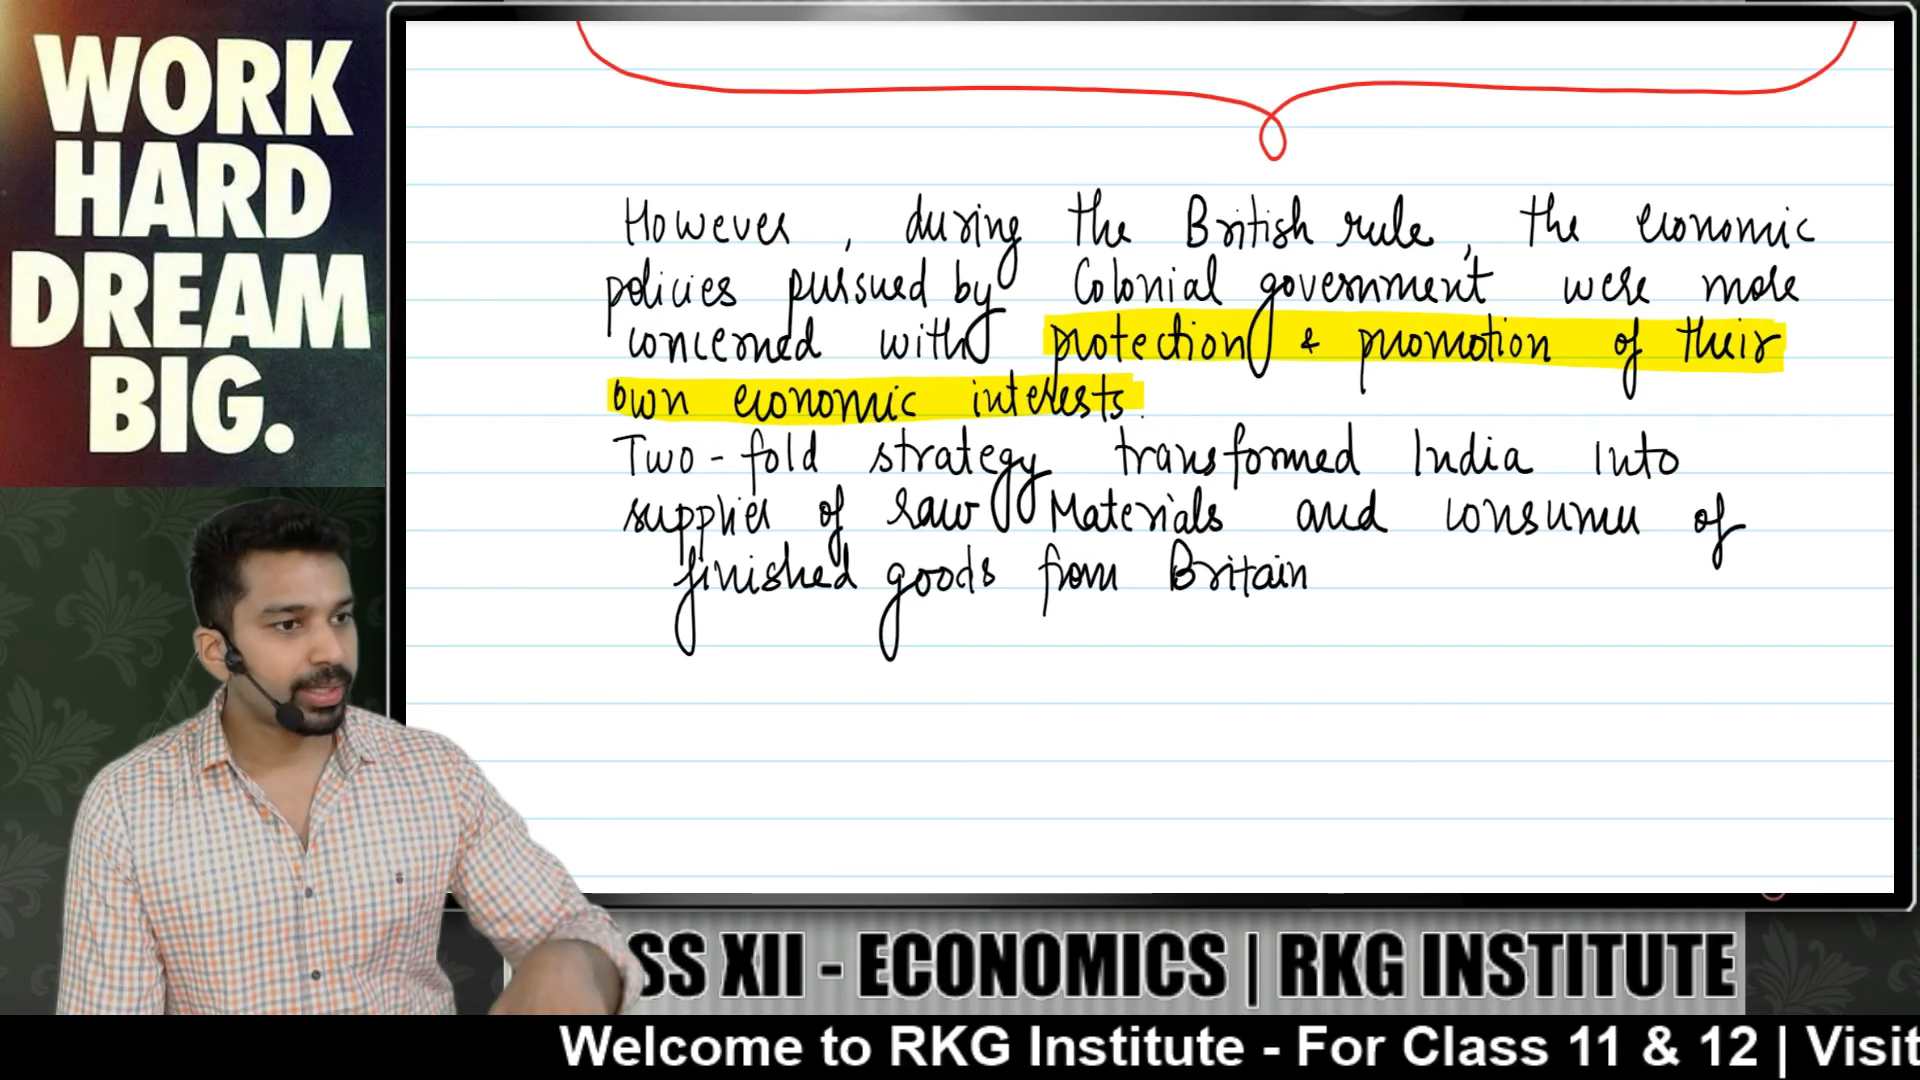 WORK
HARD
DREAM
BIG.
However, during the British rule, the economic
policies pursued by Colonial government were more
concerned with protection & promotion of their
own economic interests.
Two-fold strategy transformed India into
supplier of raw Materials and consumer of
finished goods from Britain
SS XII - ECONOMICS | RKG INSTITUTE
Welcome to RKG Institute - For Class 11 & 12 | Visit